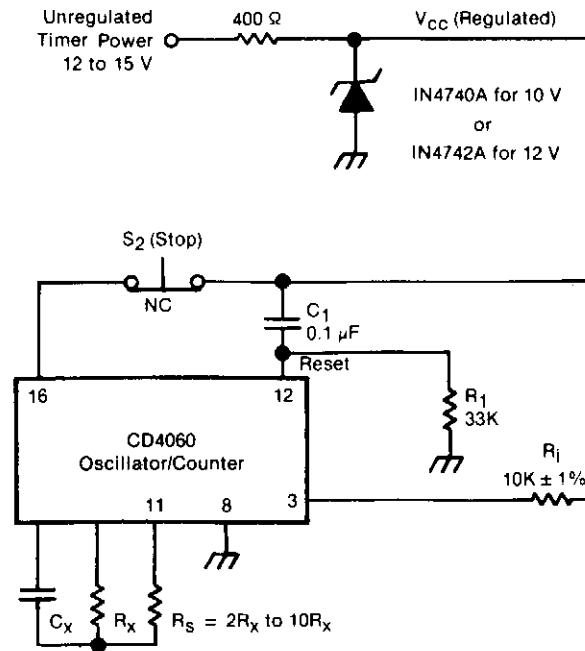 Unregulated
Timer Power
12 to 15 V
400 Ω
VCC (Regulated)
IN4740A for 10 V
or
IN4742A for 12 V
S2 (Stop)
NC
C1
0.1 µF
Reset
16
12
CD4060
Oscillator/Counter
R1
33K
Ri
10K ± 1%
11
8
3
Cx
Rx
RS = 2Rx to 10Rx